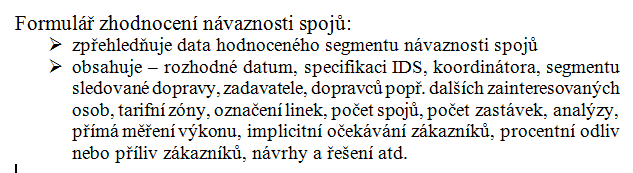 Formulář zhodnocení návaznosti spojů:
➢ zpřehledňuje data hodnoceného segmentu návaznosti spojů
➢ obsahuje – rozhodné datum, specifikaci IDS, koordinátora, segmentu
sledované dopravy, zadavatele, dopravců popř. dalších zainteresovaných
osob, tarifní zóny, označení linek, počet spojů, počet zastávek, analýzy,
přímá měření výkonu, implicitní očekávání zákazníků, procentní odliv
nebo příliv zákazníků, návrhy a řešení atd.